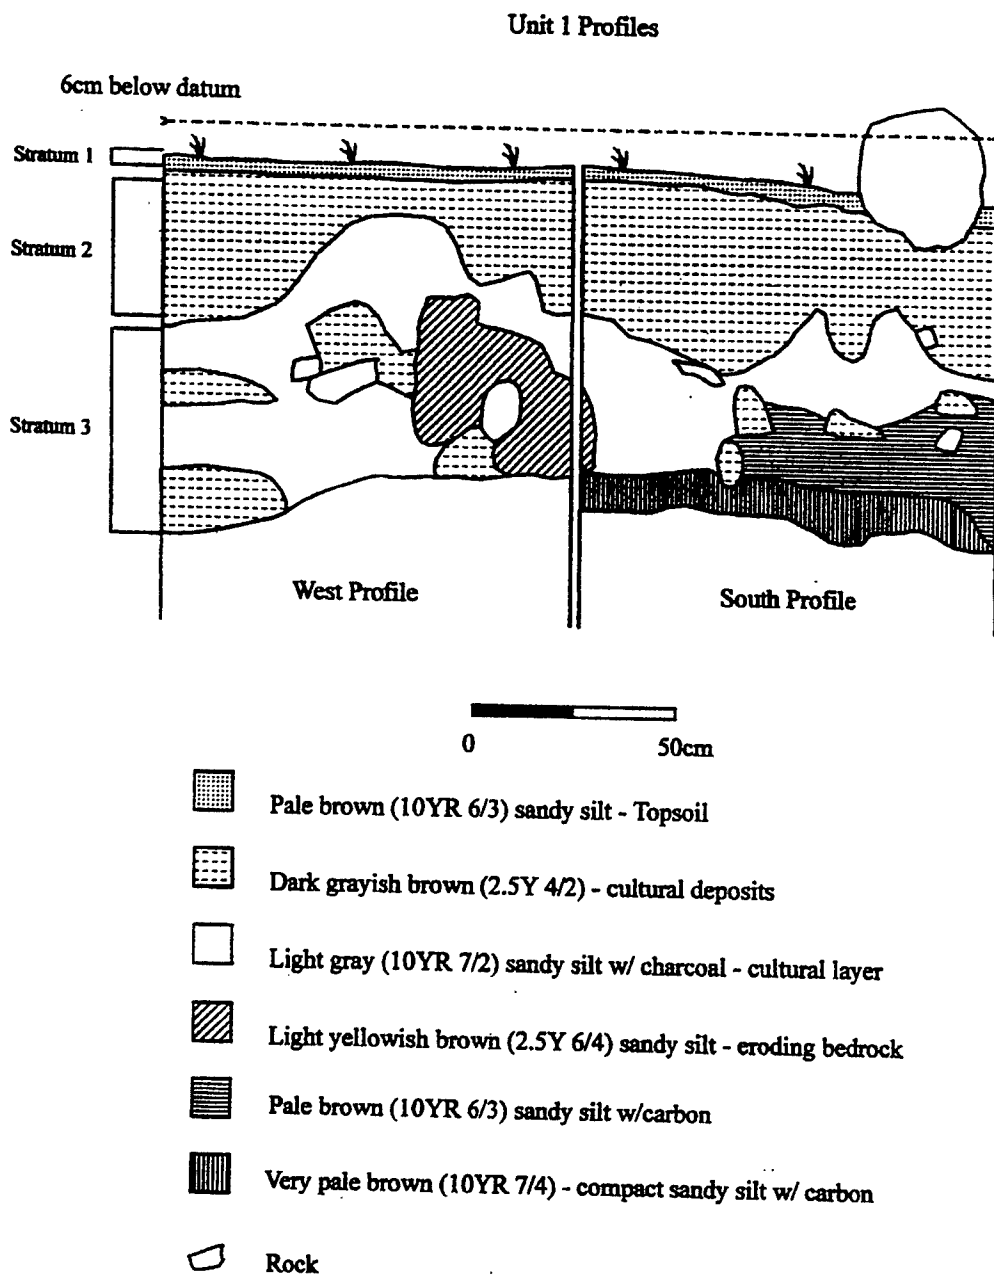 Unit 1 Profiles
6cm below datum
Stratum 1
Stratum 2
Stratum 3
West Profile
South Profile
0 50cm
Pale brown (10YR 6/3) sandy silt - Topsoil
Dark grayish brown (2.5Y 4/2) - cultural deposits
Light gray (10YR 7/2) sandy silt w/ charcoal - cultural layer
Light yellowish brown (2.5Y 6/4) sandy silt - eroding bedrock
Pale brown (10YR 6/3) sandy silt w/carbon
Very pale brown (10YR 7/4) - compact sandy silt w/ carbon
Rock